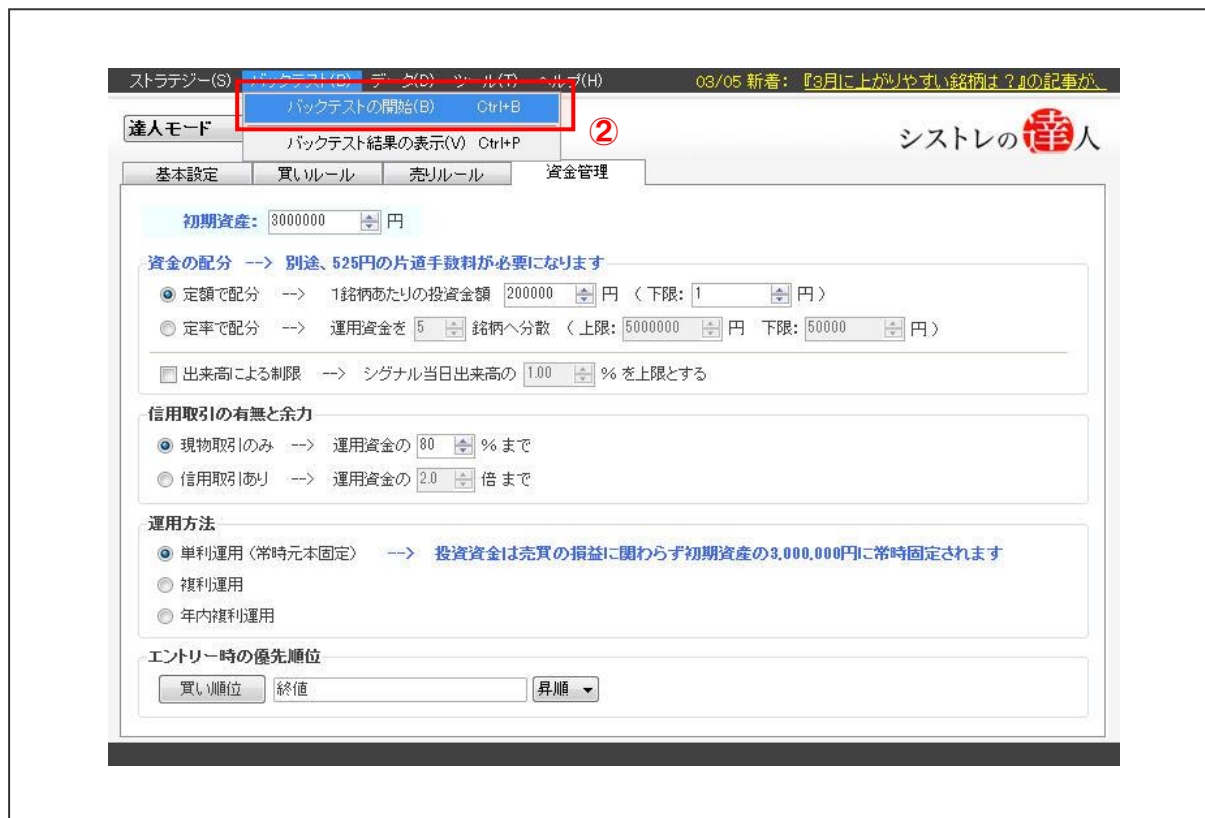 ストラテジー(S) バックテスト(B) データ(D) ツール(T) ヘルプ(H) 03/05 新着： 『3月に上がりやすい銘柄は？』の記事が、
バックテストの開始(B) Ctrl+B
②
達人モード
バックテスト結果の表示(V) Ctrl+P
シストレの達人
基本設定 買いルール 売りルール 資金管理
初期資産： 3000000 円
資金の配分 --> 別途、525円の片道手数料が必要になります
定額で配分 --> 1銘柄あたりの投資金額 200000 円 （下限： 1 円）
定率で配分 --> 運用資金を 5 銘柄へ分散 （上限： 5000000 円 下限： 50000 円）
出来高による制限 --> シグナル当日出来高の 1.00 % を上限とする
信用取引の有無と余力
現物取引のみ --> 運用資金の 80 % まで
信用取引あり --> 運用資金の 2.0 倍 まで
運用方法
単利運用（常時元本固定） --> 投資資金は売買の損益に関わらず初期資産の3,000,000円に常時固定されます
複利運用
年内複利運用
エントリー時の優先順位
買い順位 終値 昇順